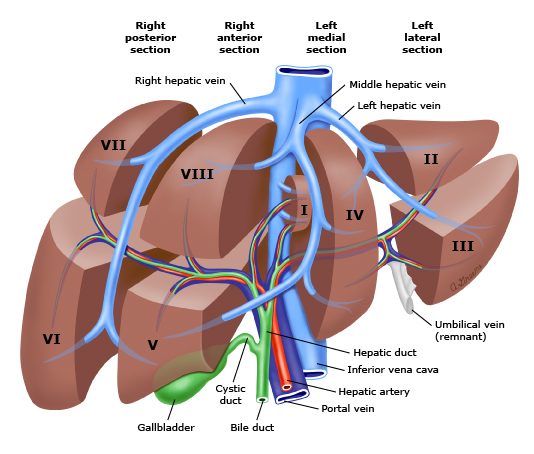 Right
posterior
section
Right
anterior
section
Left
medial
section
Left
lateral
section
Right hepatic vein
Middle hepatic vein
Left hepatic vein
VII
VIII
II
I
IV
III
VI
V
Umbilical vein
(remnant)
Hepatic duct
Inferior vena cava
Cystic
duct
Hepatic artery
Portal vein
Gallbladder
Bile duct